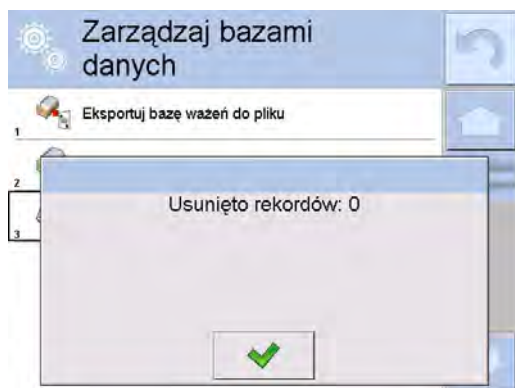 Zarządzaj bazami
danych
Eksportuj bazę ważeń do pliku
1
2
Usunięto rekordów: 0
3